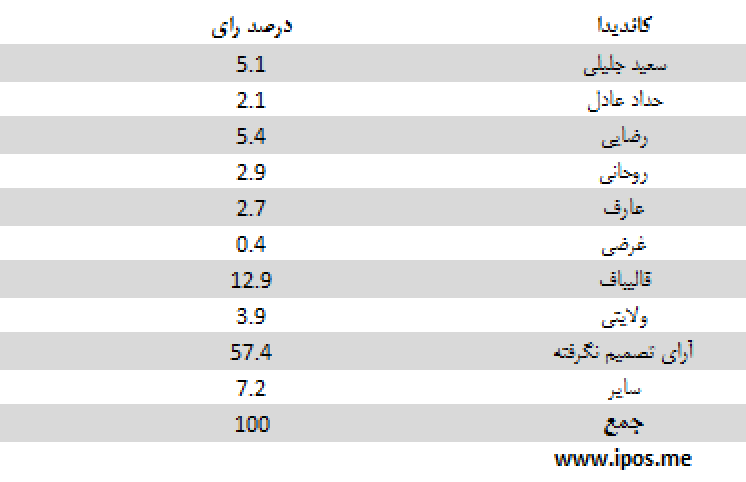 کاندیدا درصد رای
سعید جلیلی 5.1
حداد عادل 2.1
رضایی 5.4
روحانی 2.9
عارف 2.7
غرضی 0.4
قالیباف 12.9
ولایتی 3.9
آرای تصمیم نگرفته 57.4
سایر 7.2
جمع 100
www.ipos.me